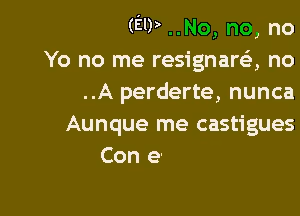 (Él)> ..No, no, no
Yo no me resignaré, no
..A perderte, nunca
Aunque me castigues
Con e